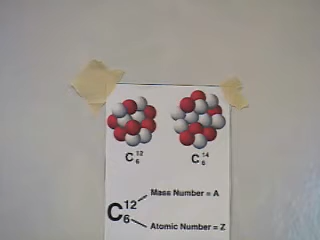 C 12 6 C 14 6
Mass Number = A
C 12 6
Atomic Number = Z